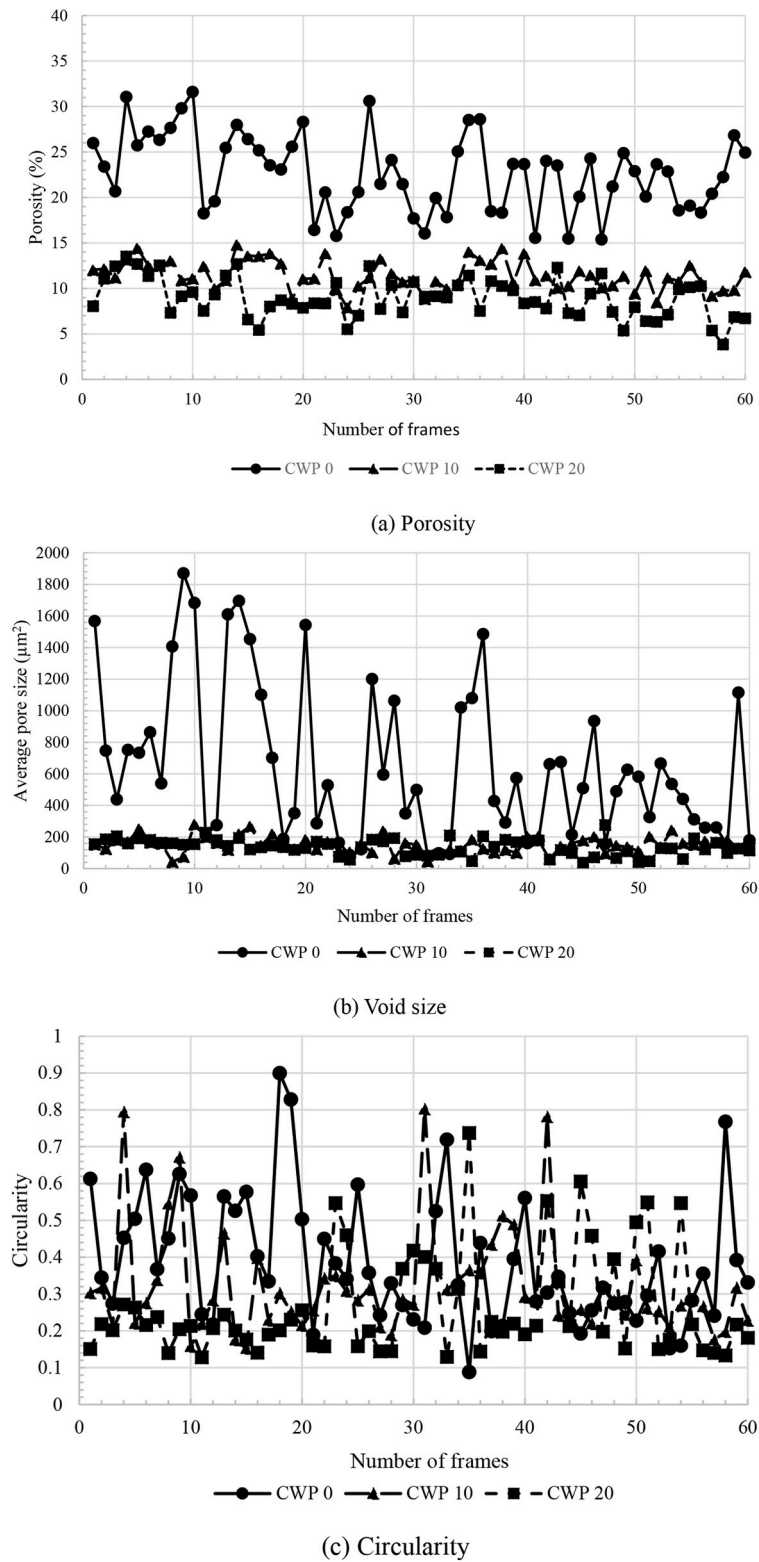 40
35
30
25
20
15
10
5
0
Porosity (%)
0 10 20 30 40 50 60
Number of frames
CWP 0 CWP 10 CWP 20
(a) Porosity
2000
1800
1600
1400
1200
1000
800
600
400
200
0
Average pore size (µm²)
0 10 20 30 40 50 60
Number of frames
CWP 0 CWP 10 CWP 20
(b) Void size
1
0.9
0.8
0.7
0.6
0.5
0.4
0.3
0.2
0.1
0
Circularity
0 10 20 30 40 50 60
Number of frames
CWP 0 CWP 10 CWP 20
(c) Circularity